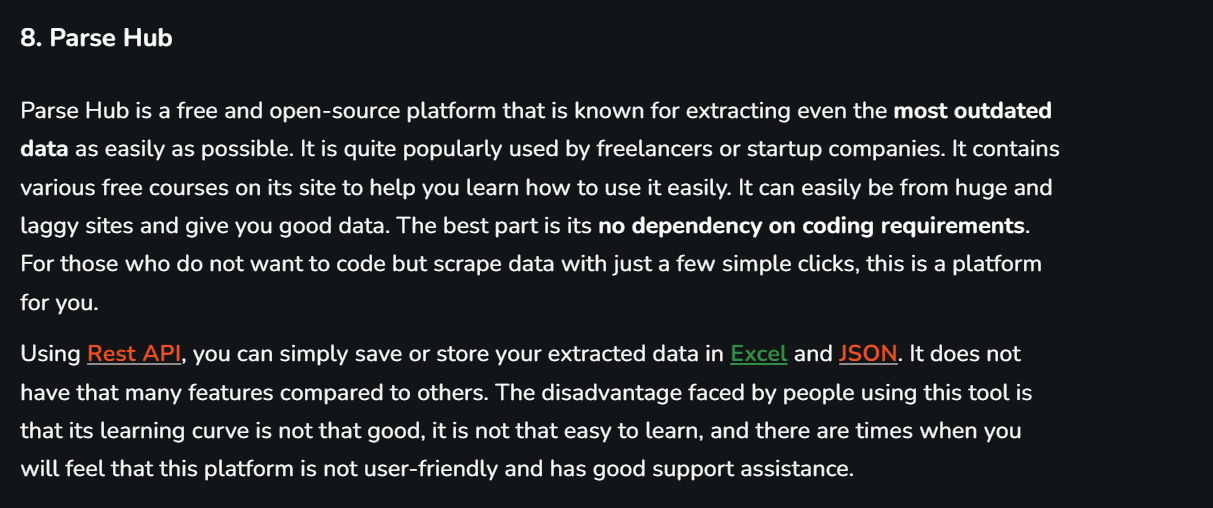 8. Parse Hub
Parse Hub is a free and open-source platform that is known for extracting even the most outdated
data as easily as possible. It is quite popularly used by freelancers or startup companies. It contains
various free courses on its site to help you learn how to use it easily. It can easily be from huge and
laggy sites and give you good data. The best part is its no dependency on coding requirements.
For those who do not want to code but scrape data with just a few simple clicks, this is a platform
for you.
Using Rest API, you can simply save or store your extracted data in Excel and JSON. It does not
have that many features compared to others. The disadvantage faced by people using this tool is
that its learning curve is not that good, it is not that easy to learn, and there are times when you
will feel that this platform is not user-friendly and has good support assistance.